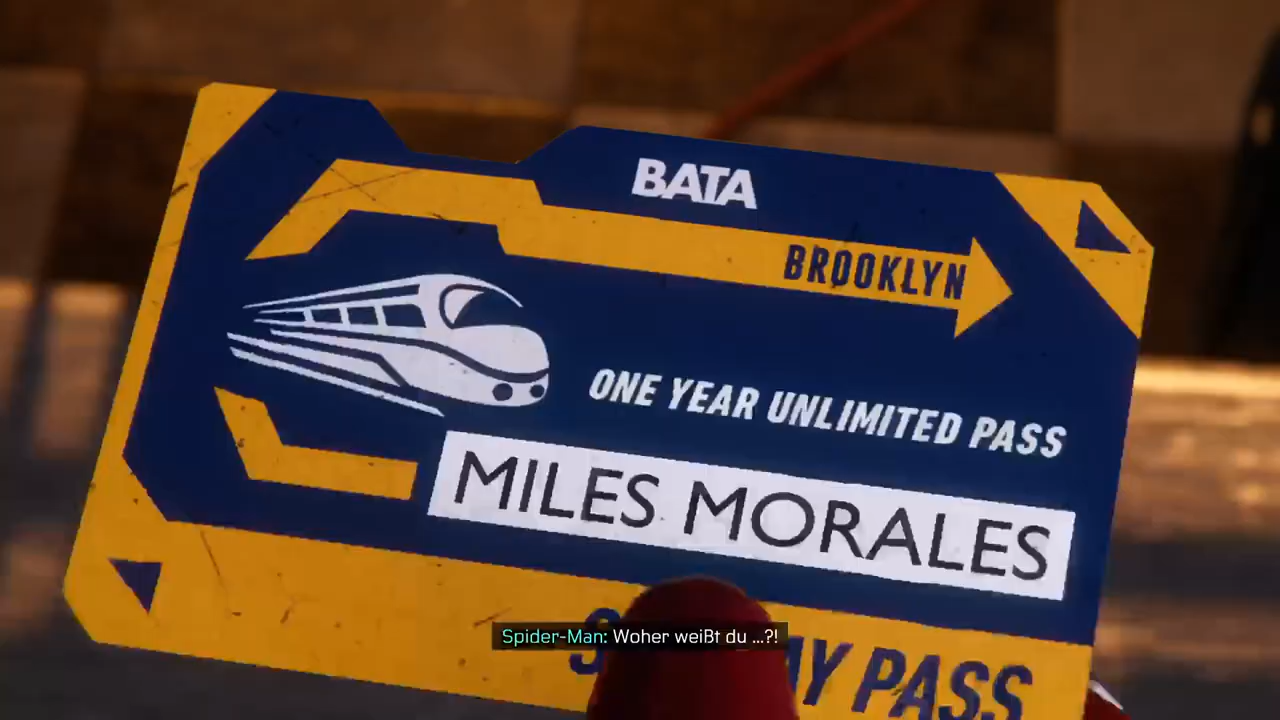 BATA
BROOKLYN
ONE YEAR UNLIMITED PASS
MILES MORALES
PASS
Spider-Man: Woher weißt du ...?!